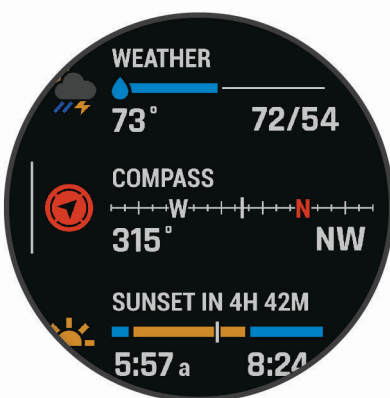 WEATHER
73° 72/54
COMPASS
W N
315° NW
SUNSET IN 4H 42M
5:57 a 8:24